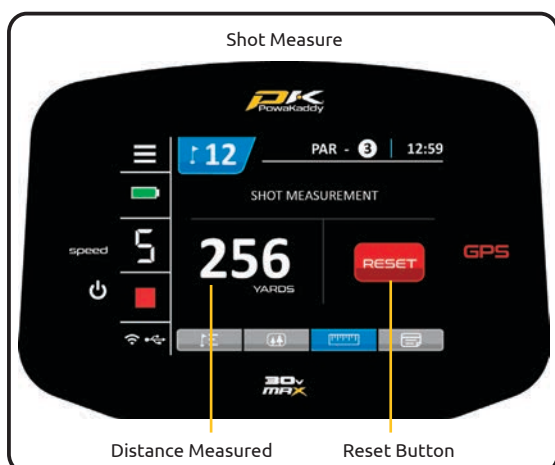 Shot Measure
PK
PowaKaddy
12 PAR - 3 12:59
SHOT MEASUREMENT
speed 5
256
YARDS
RESET
GPS
30v
MAX
Distance Measured Reset Button